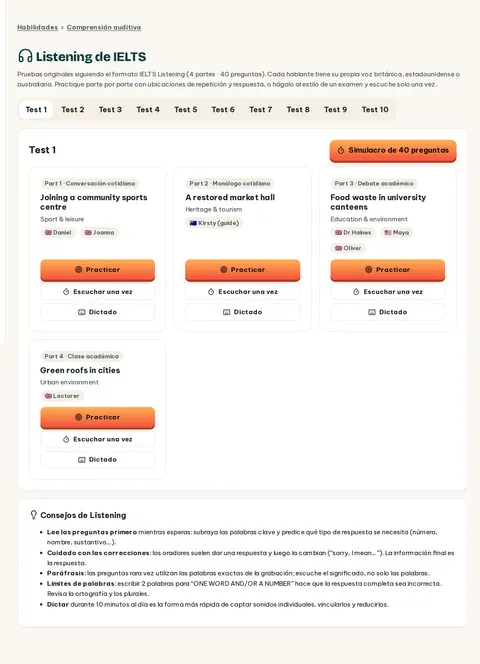 Habilidades › Comprensión auditiva
Listening de IELTS
Pruebas originales siguiendo el formato IELTS Listening (4 partes · 40 preguntas). Cada hablante tiene su propia voz: británica, estadounidense o
australiana. Practique parte por parte con ubicaciones de repetición y respuesta, o hágalo al estilo de un examen y escuche solo una vez.
Test 1 Test 2 Test 3 Test 4 Test 5 Test 6 Test 7 Test 8 Test 9 Test 10
Test 1
Simulacro de 40 preguntas
Part 1 · Conversación cotidiana
Joining a community sports
centre
Sport & leisure
Daniel Joanna
Practicar
Escuchar una vez
Dictado
Part 2 · Monólogo cotidiano
A restored market hall
Heritage & tourism
Kirsty (guide)
Practicar
Escuchar una vez
Dictado
Part 3 · Debate académico
Food waste in university
canteens
Education & environment
Dr Haines Maya
Oliver
Practicar
Escuchar una vez
Dictado
Part 4 · Clase académica
Green roofs in cities
Urban environment
Lecturer
Practicar
Escuchar una vez
Dictado
Consejos de Listening
• Lee las preguntas primero mientras esperas: subraya las palabras clave y predice qué tipo de respuesta se necesita (número,
nombre, sustantivo...).
• Cuidado con las correcciones: los oradores suelen dar una respuesta y luego la cambian ("sorry, I mean... "). La información final es
la respuesta.
• Paráfrasis: las preguntas rara vez utilizan las palabras exactas de la grabación; escuche el significado, no solo las palabras.
• Límites de palabras: escribir 2 palabras para "ONE WORD AND/OR A NUMBER" hace que la respuesta completa sea incorrecta.
Revisa la ortografía y los plurales.
• Dictar durante 10 minutos al día es la forma más rápida de captar sonidos individuales, vincularlos y reducirlos.